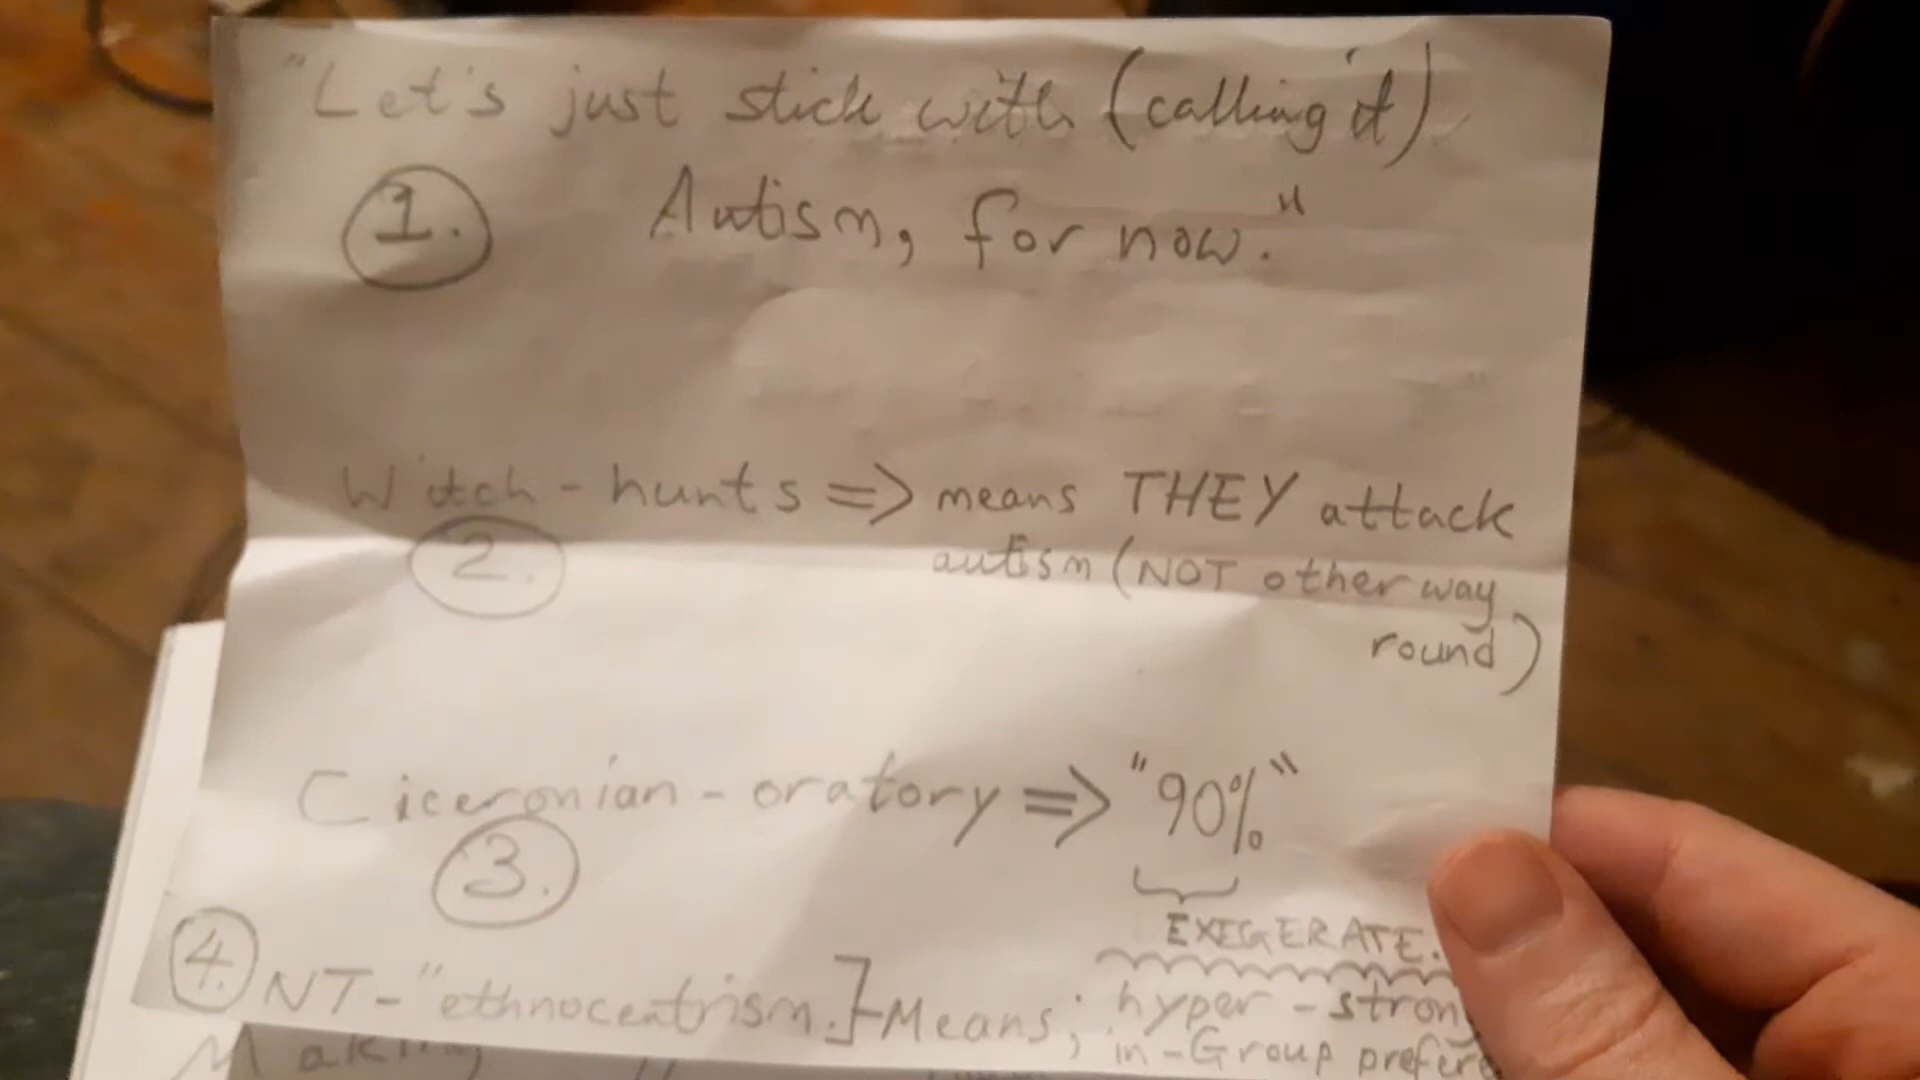 "Let's just stick with (calling it)
1. Autism, for now."
Witch-hunts => means THEY attack
2. autism (NOT other way
round)
Ciceronian-oratory => "90%"
3.
EXEGERATE.
4. NT-"ethnocentrism.}-Means; hyper-stron
in-Group prefere
Making